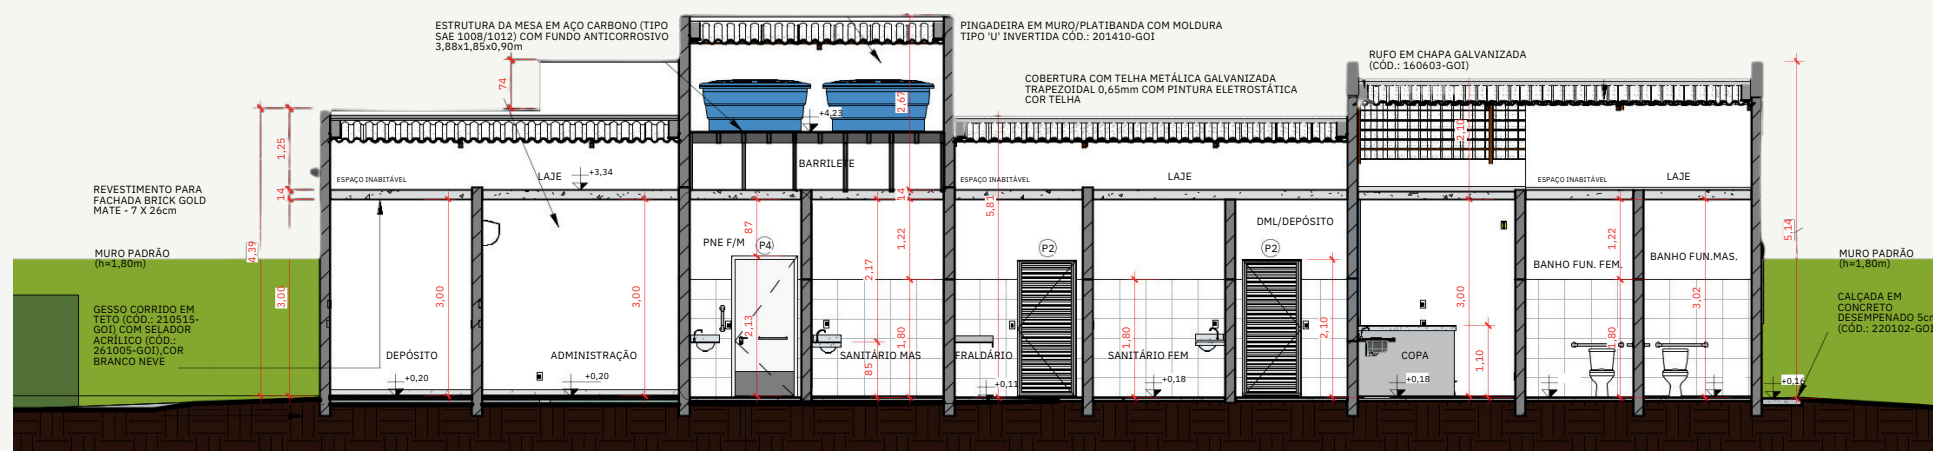 ESTRUTURA DA MESA EM AÇO CARBONO (TIPO
SAE 1008/1012) COM FUNDO ANTICORROSIVO
3,88x1,85x0,90m
PINGADEIRA EM MURO/PLATIBANDA COM MOLDURA
TIPO 'U' INVERTIDA CÓD.: 201410-GOI
RUFO EM CHAPA GALVANIZADA
(CÓD.: 160603-GOI)
COBERTURA COM TELHA METÁLICA GALVANIZADA
TRAPEZOIDAL 0,65mm COM PINTURA ELETROSTÁTICA
COR TELHA
74
2,67
+4,23
2,10
1,25
BARRILETE
ESPAÇO INABITÁVEL
LAJE
+3,34
ESPAÇO INABITÁVEL
LAJE
ESPAÇO INABITÁVEL
LAJE
REVESTIMENTO PARA
FACHADA BRICK GOLD
MATE - 7 X 26cm
14
14
5,81
5,14
MURO PADRÃO
(h=1,80m)
4,39
PNE F/M
87
P4
1,22
P2
DML/DEPÓSITO
P2
1,22
BANHO FUN. FEM.
BANHO FUN.MAS.
MURO PADRÃO
(h=1,80m)
2,17
3,00
3,00
3,00
3,00
3,02
GESSO CORRIDO EM
TETO (CÓD.: 210515-
GOI) COM SELADOR
ACRÍLICO (CÓD.:
261005-GOI),COR
BRANCO NEVE
CALÇADA EM
CONCRETO
DESEMPENADO 5cm
(CÓD.: 220102-GOI)
2,13
1,80
1,80
2,10
1,80
1,10
85
DEPÓSITO
ADMINISTRAÇÃO
SANITÁRIO MAS
FRALDÁRIO
SANITÁRIO FEM
COPA
+0,20
+0,20
+0,11
+0,18
+0,18
+0,16